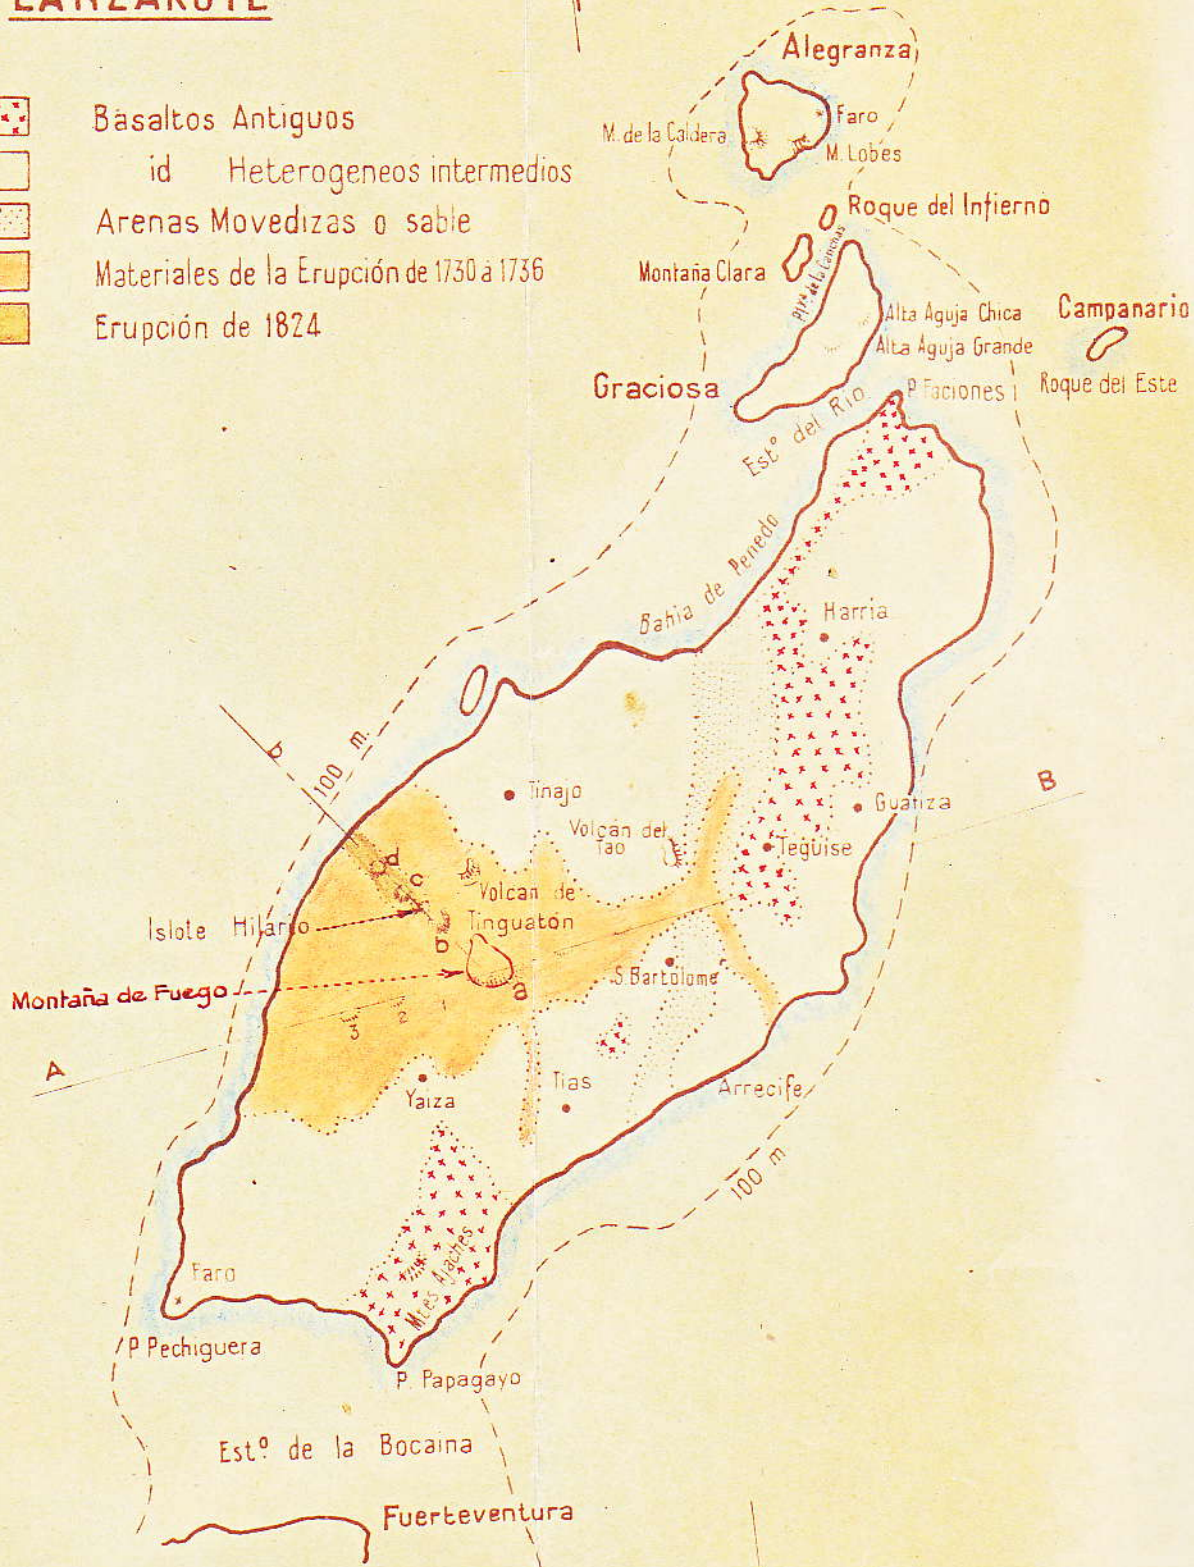 LANZAROTE
Basaltos Antiguos
id Heterogeneos intermedios
Arenas Movedizas o sable
Materiales de la Erupción de 1730 á 1736
Erupción de 1824
Alegranza
Faro
M. de la Caldera
M. Lobes
Roque del Infierno
Montaña Clara
Alta Aguja Chica
Campanario
Alta Aguja Grande
Graciosa
P. Faciones
Roque del Este
Estº del Rio
Bahia de Penedo
Harria
b
100 m.
B
Tinajo
Guatiza
Volcán del
Tao
Teguise
d
c
Volcan de
Tinguatón
Islote Hilario
b
S. Bartolome
Montaña de Fuego
a
1
2
3
A
Yaiza
Tias
Arrecife
100 m
Mtes Ajaches
Faro
P Pechiguera
P. Papagayo
Estº de la Bocaina
Fuerteventura